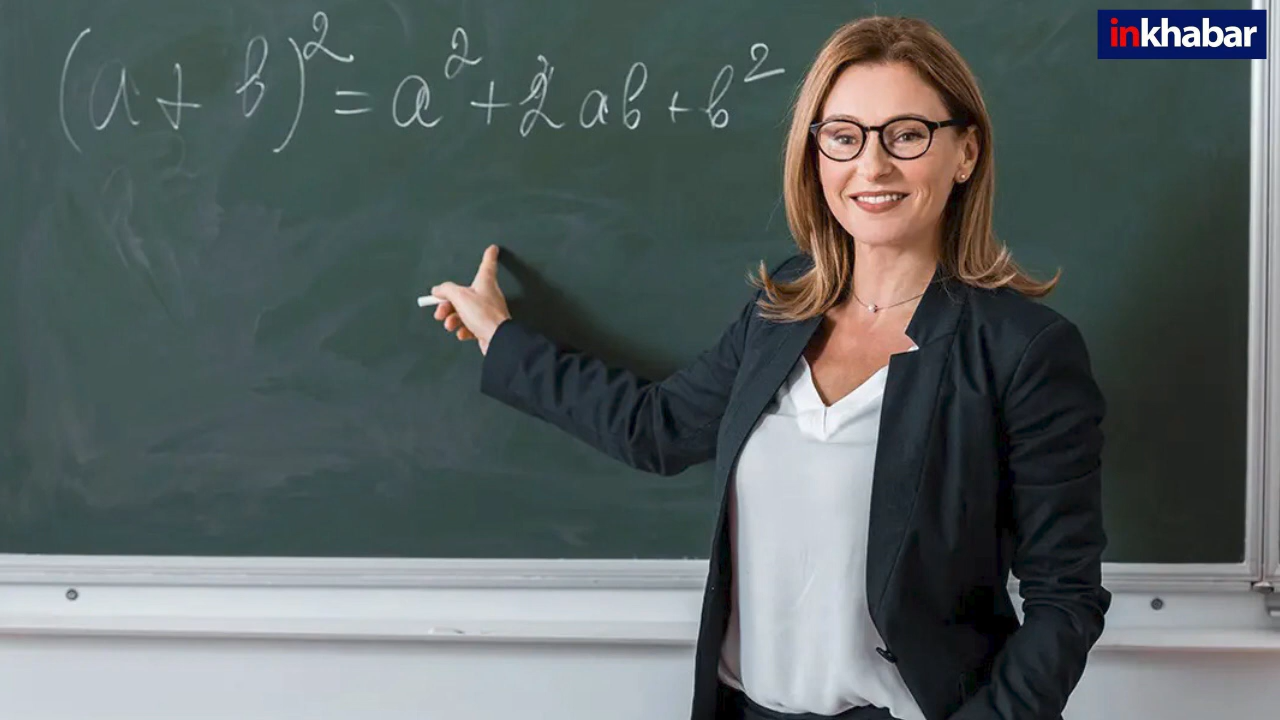 (a + b)² = a² + 2ab + b²
inkhabar